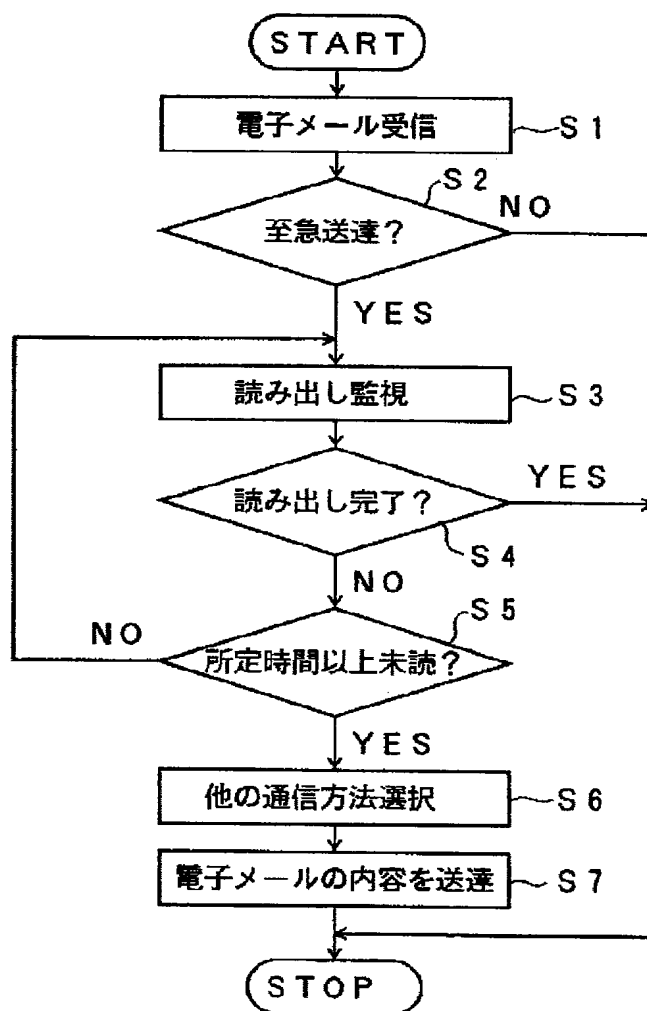 START
電子メール受信
S1
S2
至急送達？
NO
YES
読み出し監視
S3
読み出し完了？
YES
S4
NO
S5
NO
所定時間以上未読？
YES
他の通信方法選択
S6
電子メールの内容を送達
S7
STOP